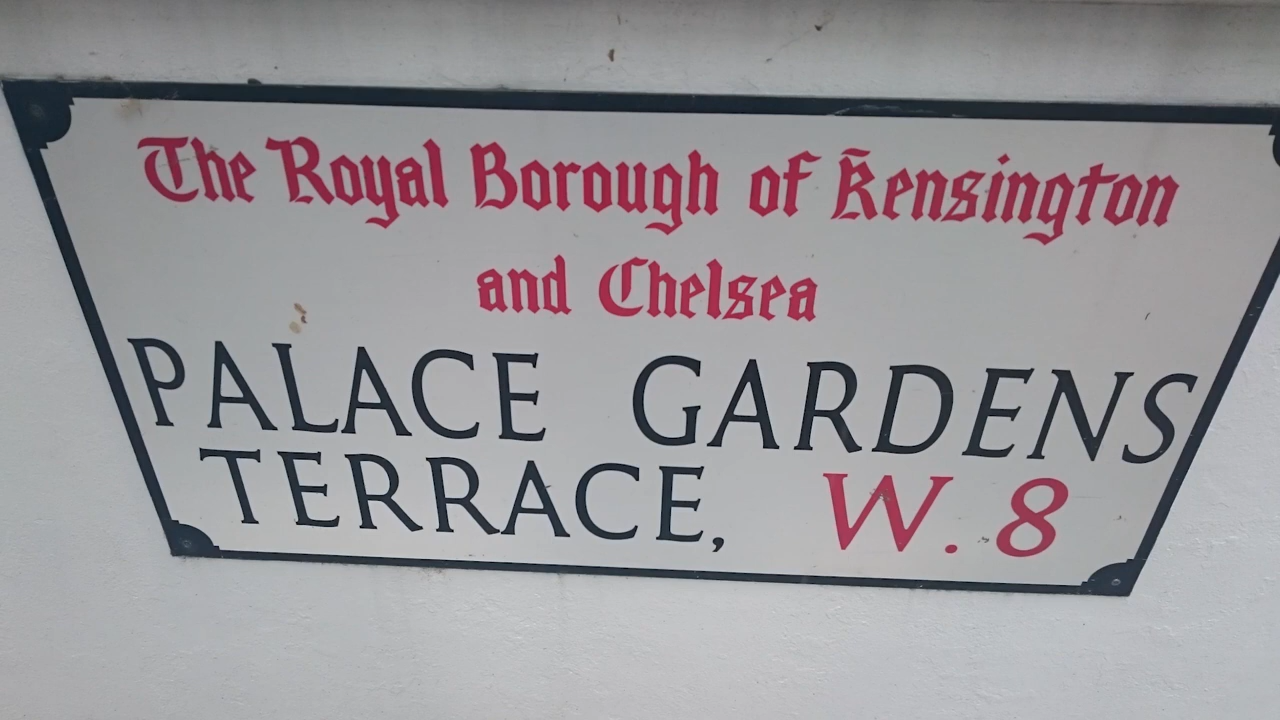 The Royal Borough of Kensington
and Chelsea
PALACE GARDENS
TERRACE, W. 8